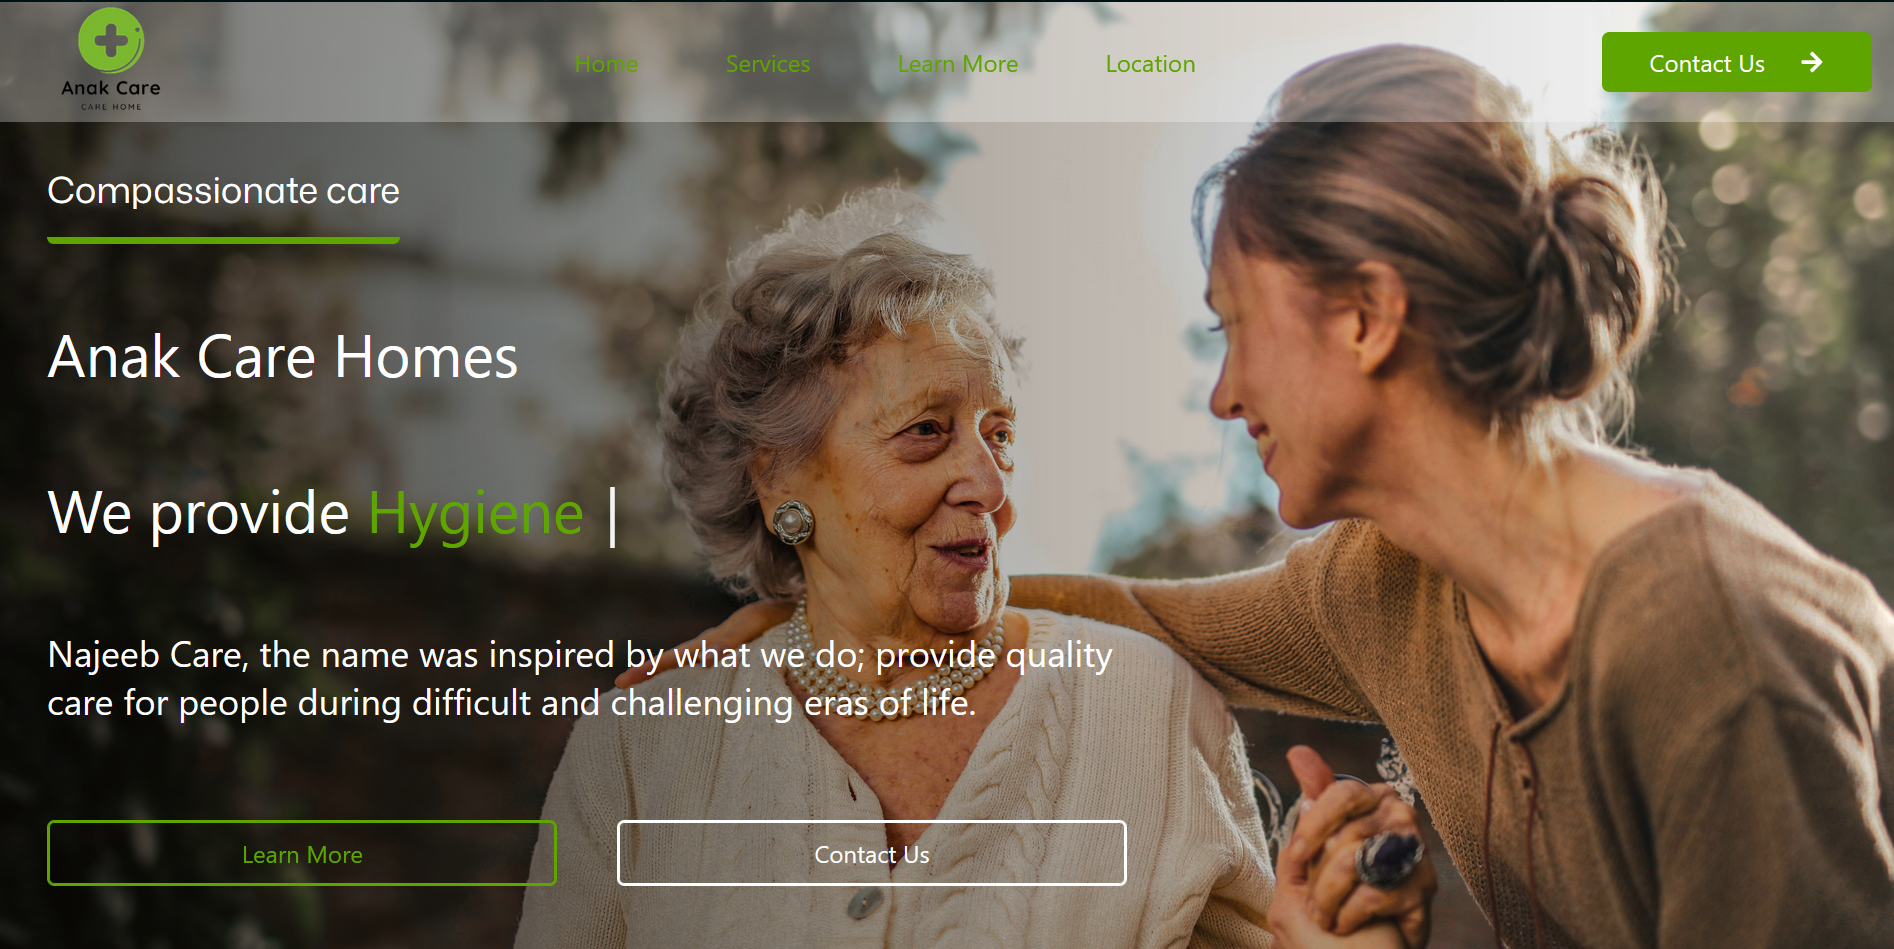 Anak Care
CARE HOME
Home
Services
Learn More
Location
Contact Us
Compassionate care
Anak Care Homes
We provide Hygiene |
Najeeb Care, the name was inspired by what we do; provide quality
care for people during difficult and challenging eras of life.
Learn More
Contact Us